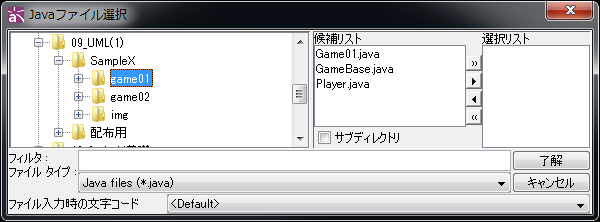 Javaファイル選択
09_UML(1)
SampleX
game01
game02
img
配布用
候補リスト
Game01.java
GameBase.java
Player.java
サブディレクトリ
選択リスト
フィルタ :
了解
ファイル タイプ :
Java files (*.java)
キャンセル
ファイル入力時の文字コード
<Default>